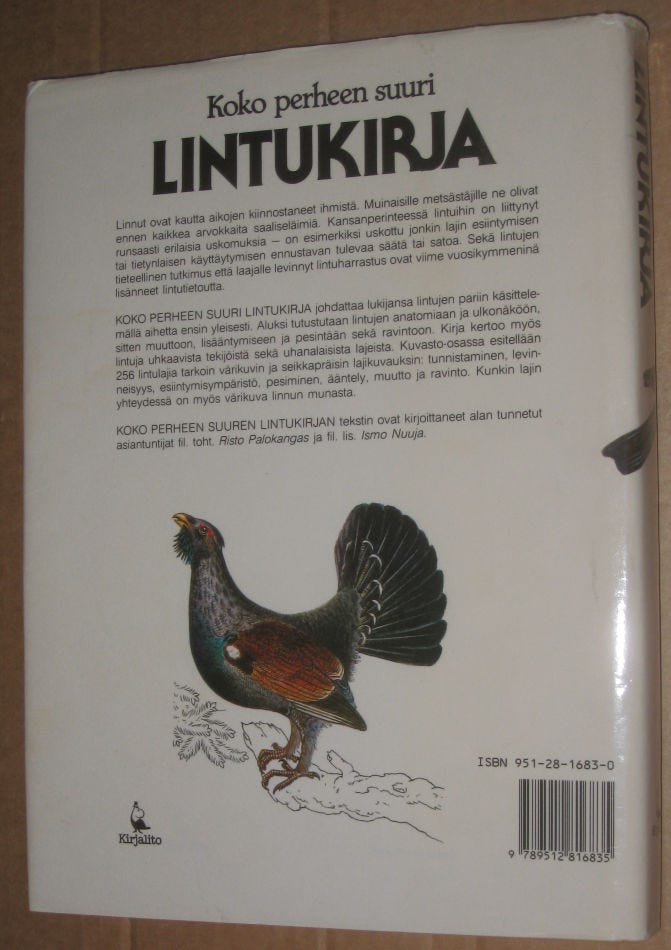 Koko perheen suuri
LINTUKIRJA
Linnut ovat kautta aikojen kiinnostaneet ihmistä. Muinaisille metsästäjille ne olivat
ennen kaikkea arvokkaita saaliseläimiä. Kansanperinteessä lintuihin on liittynyt
runsaasti erilaisia uskomuksia – on esimerkiksi uskottu jonkin lajin esiintymisen
tai tietynlaisen käyttäytymisen ennustavan tulevaa säätä tai satoa. Sekä lintujen
tieteellinen tutkimus että laajalle levinnyt lintuharrastus ovat viime vuosikymmeninä
lisänneet lintutietoutta.
KOKO PERHEEN SUURI LINTUKIRJA johdattaa lukijansa lintujen pariin käsittele-
mällä aihetta ensin yleisesti. Aluksi tutustutaan lintujen anatomiaan ja ulkonäköön,
sitten muuttoon, lisääntymiseen ja pesintään sekä ravintoon. Kirja kertoo myös
lintuja uhkaavista tekijöistä sekä uhanalaisista lajeista. Kuvasto-osassa esitellään
256 lintulajia tarkoin värikuvin ja seikkapräisin lajikuvauksin: tunnistaminen, levin-
neisyys, esiintymisympäristö, pesiminen, ääntely, muutto ja ravinto. Kunkin lajin
yhteydessä on myös värikuva linnun munasta.
KOKO PERHEEN SUUREN LINTUKIRJAN tekstin ovat kirjoittaneet alan tunnetut
asiantuntijat fil. toht. Risto Palokangas ja fil. lis. Ismo Nuuja.
LINTUKIRJA
ISBN 951-28-1683-0
9 789512 816835
Kirjalito